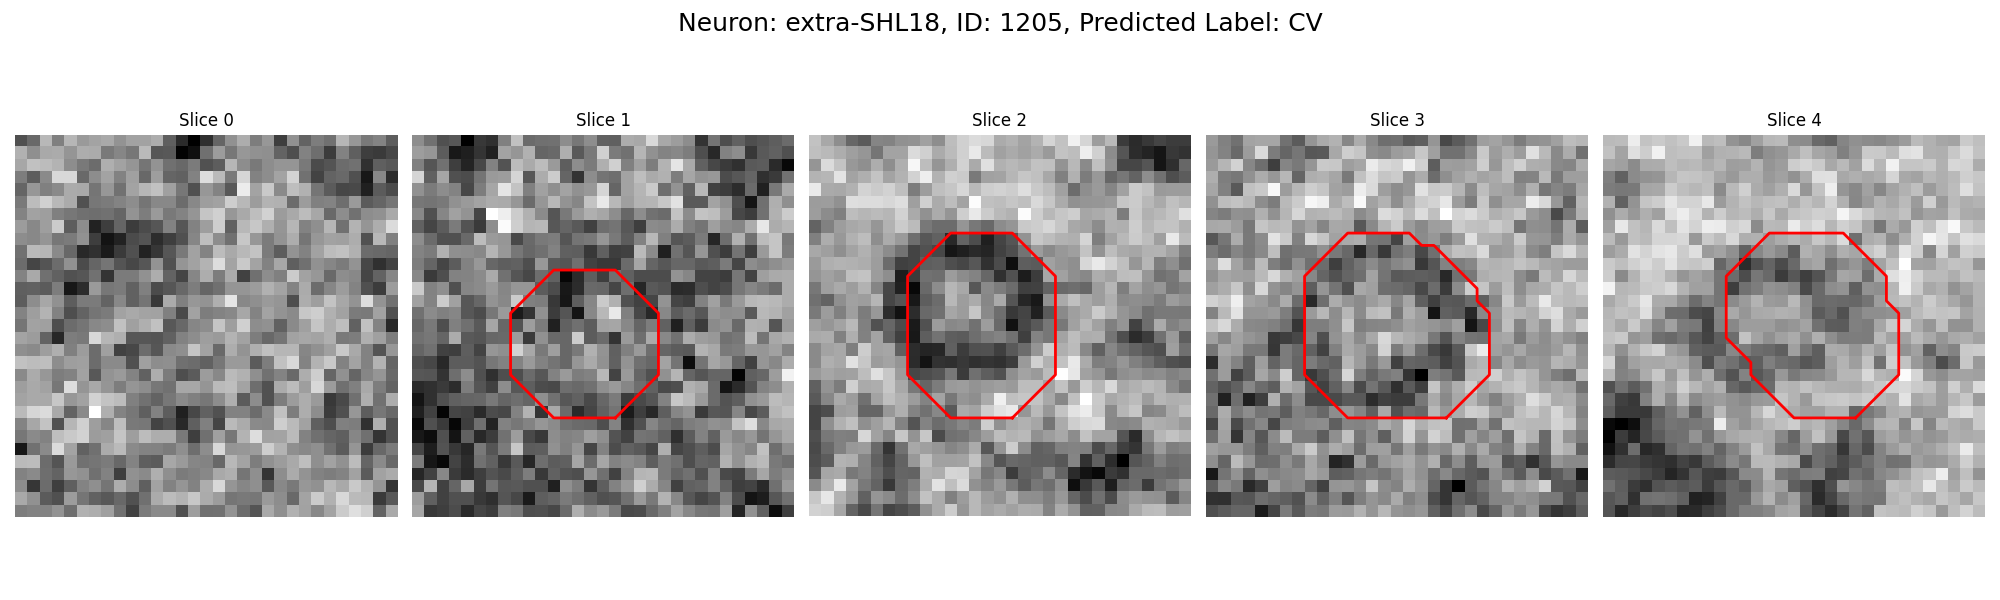 Neuron: extra-SHL18, ID: 1205, Predicted Label: CV
Slice 0
Slice 1
Slice 2
Slice 3
Slice 4